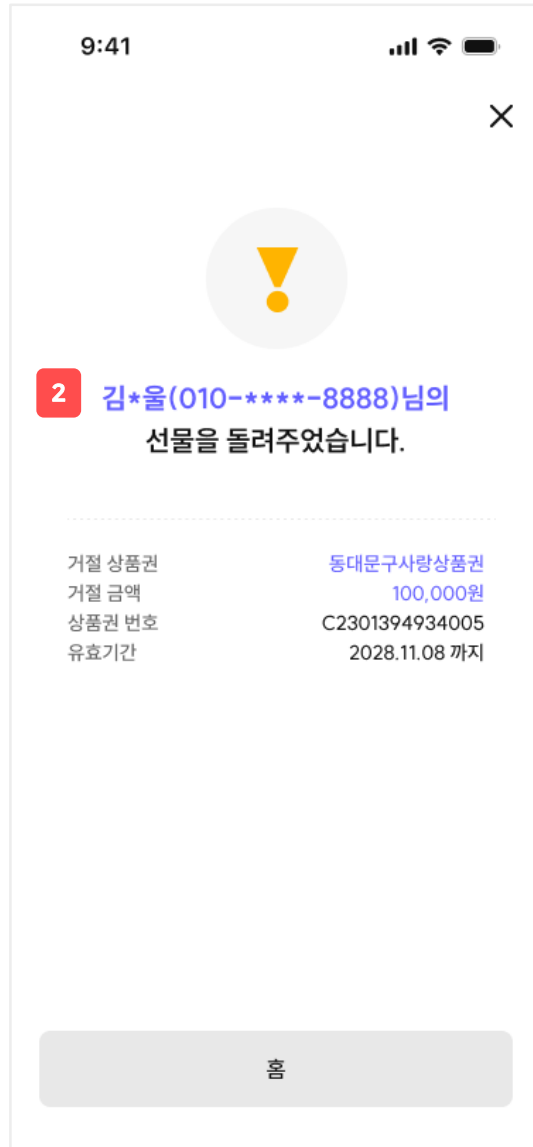 9:41
2
김*울(010-****-8888)님의
선물을 돌려주었습니다.
거절 상품권 동대문구사랑상품권
거절 금액 100,000원
상품권 번호 C2301394934005
유효기간 2028.11.08 까지
홈